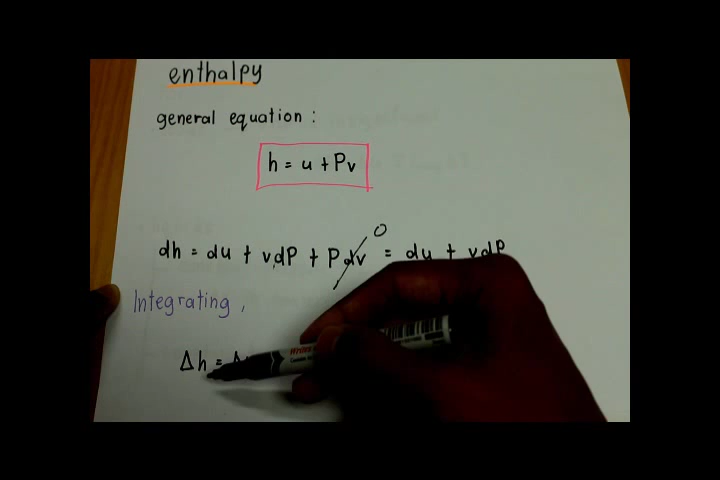 enthalpy
general equation :
h = u + Pv
dh = du + vdP + Pdv 0 = du + vdP
Integrating ,
Δh = Δ